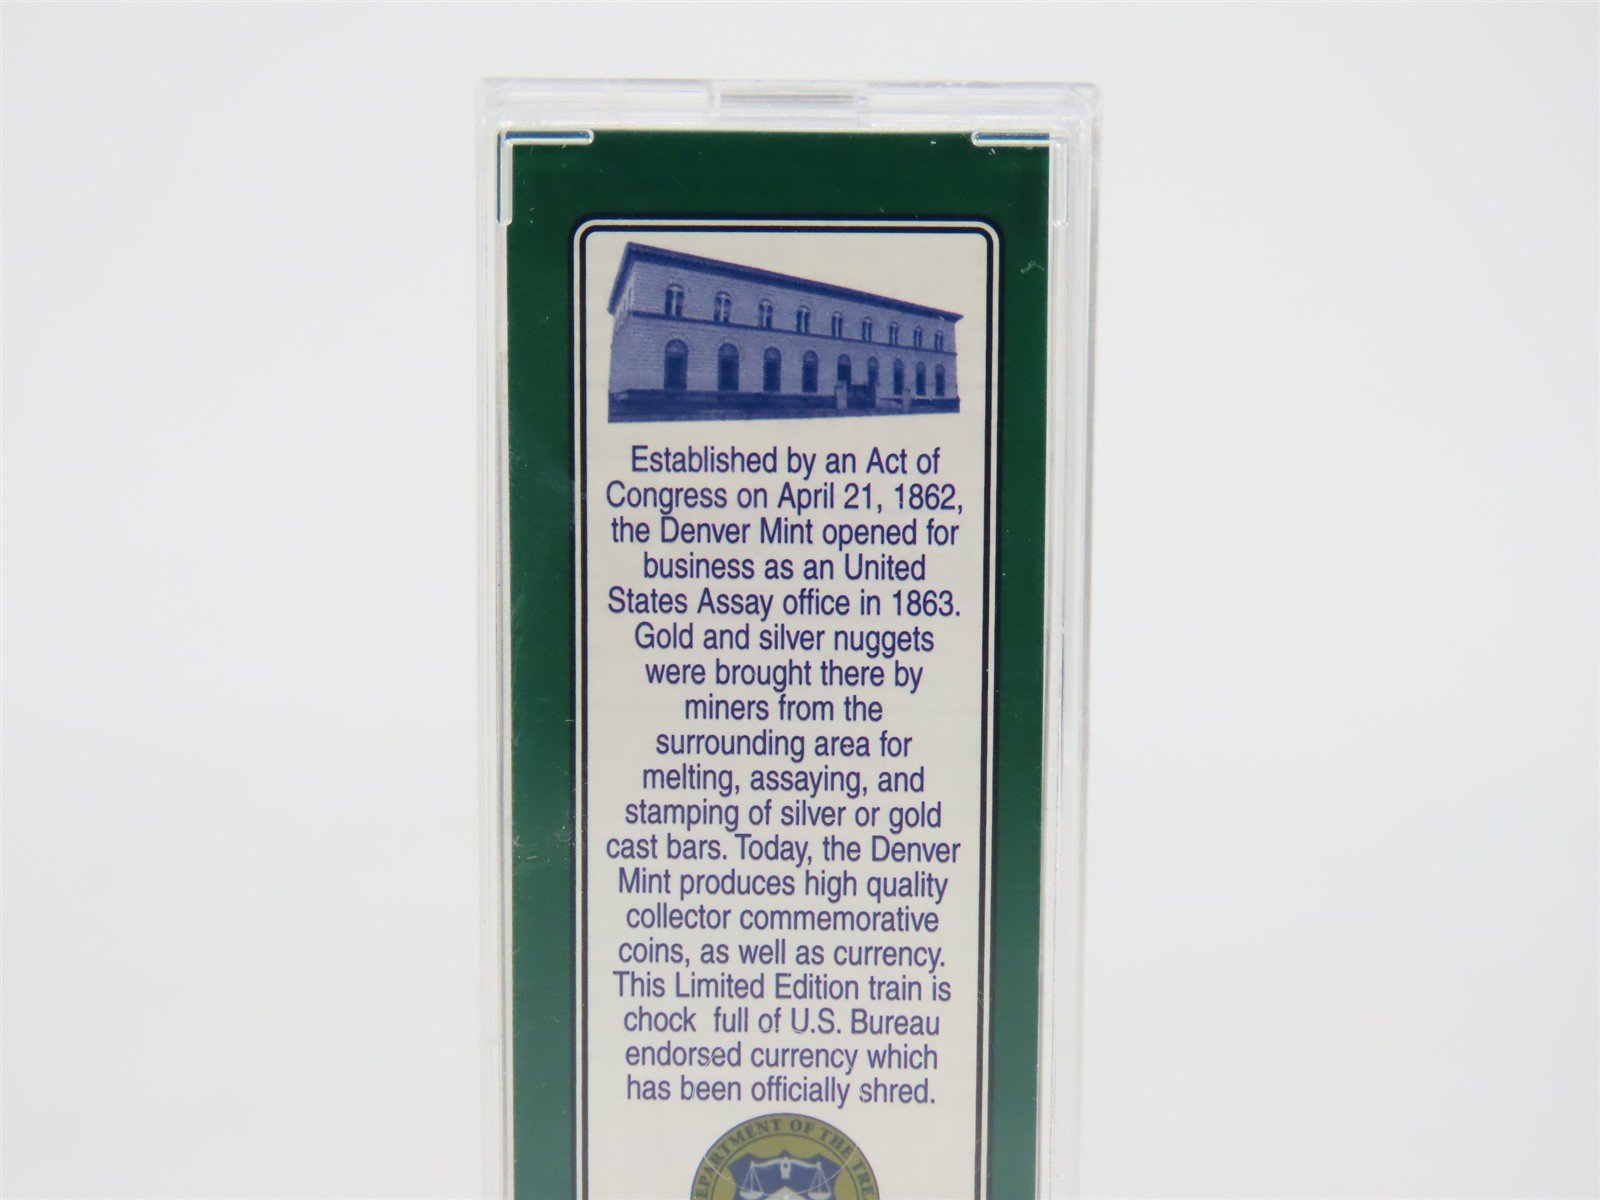 Established by an Act of
Congress on April 21, 1862,
the Denver Mint opened for
business as an United
States Assay office in 1863.
Gold and silver nuggets
were brought there by
miners from the
surrounding area for
melting, assaying, and
stamping of silver or gold
cast bars. Today, the Denver
Mint produces high quality
collector commemorative
coins, as well as currency.
This Limited Edition train is
chock full of U.S. Bureau
endorsed currency which
has been officially shred.
OF THE